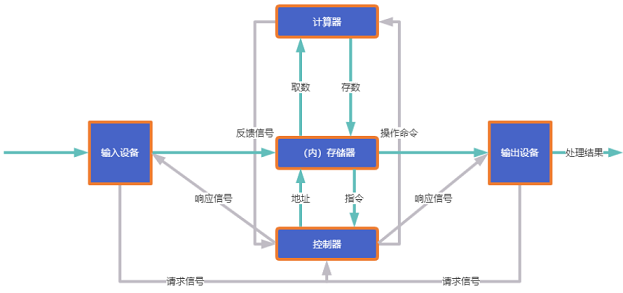 计算器
取数
存数
反馈信号
操作命令
输入设备
（内）存储器
输出设备
处理结果
响应信号
地址
指令
响应信号
控制器
请求信号
请求信号